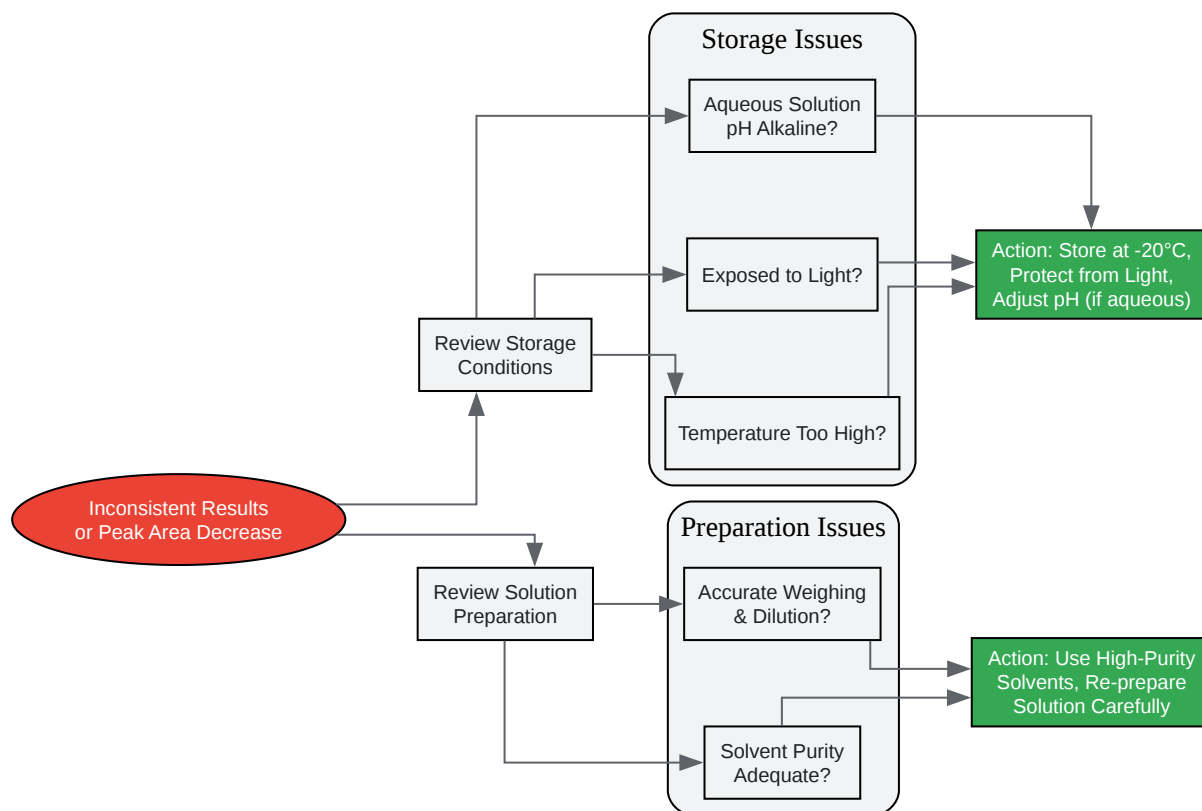 Storage Issues
Aqueous Solution
pH Alkaline?
Exposed to Light?
Action: Store at -20°C,
Protect from Light,
Adjust pH (if aqueous)
Review Storage
Conditions
Temperature Too High?
Inconsistent Results
or Peak Area Decrease
Preparation Issues
Review Solution
Preparation
Accurate Weighing
& Dilution?
Action: Use High-Purity
Solvents, Re-prepare
Solution Carefully
Solvent Purity
Adequate?